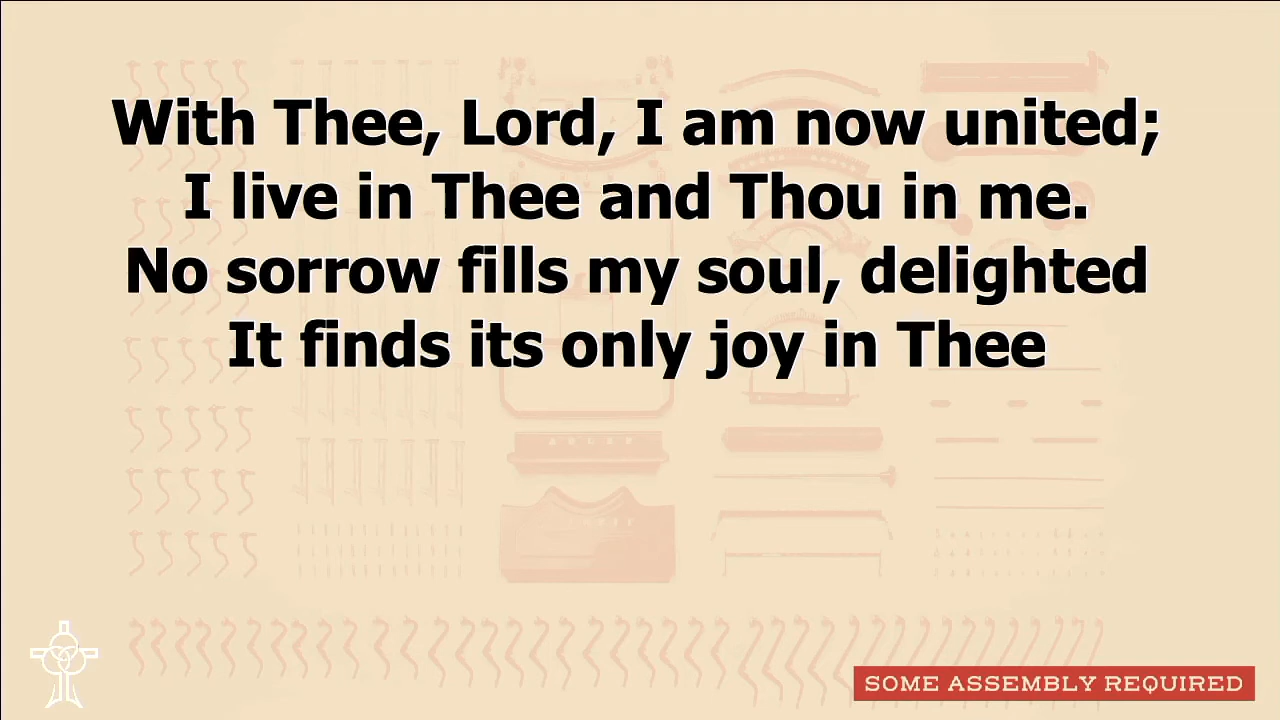 With Thee, Lord, I am now united;
I live in Thee and Thou in me.
No sorrow fills my soul, delighted
It finds its only joy in Thee
SOME ASSEMBLY REQUIRED